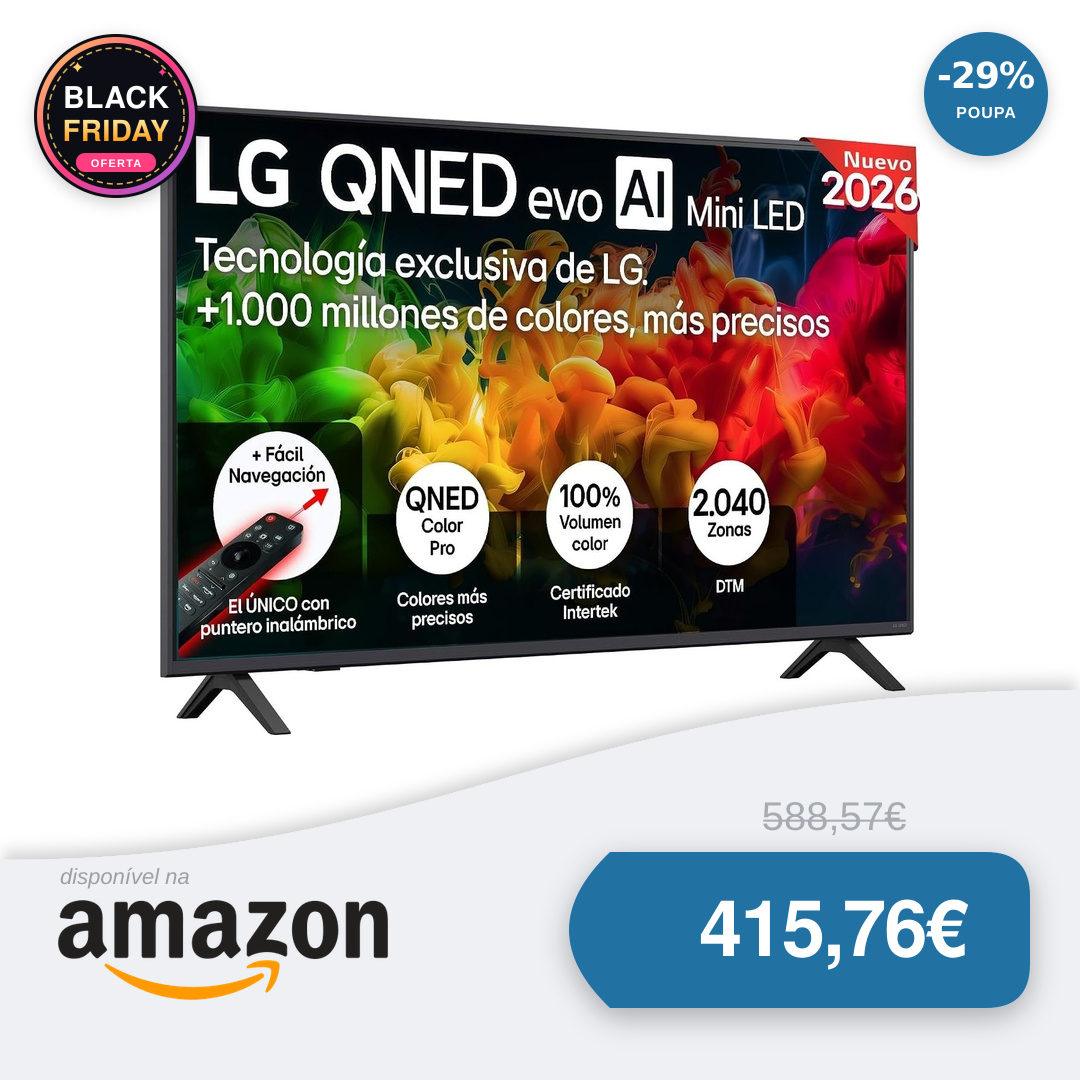 BLACK
FRIDAY
OFERTA
-29%
POUPA
Nuevo
2026
LG QNED evo AI Mini LED
Tecnología exclusiva de LG.
+1.000 millones de colores, más precisos
+ Fácil
Navegación
El ÚNICO con
puntero inalámbrico
QNED
Color
Pro
Colores más
precisos
100%
Volumen
color
Certificado
Intertek
2.040
Zonas
DTM
588,57€
415,76€
disponível na
amazon